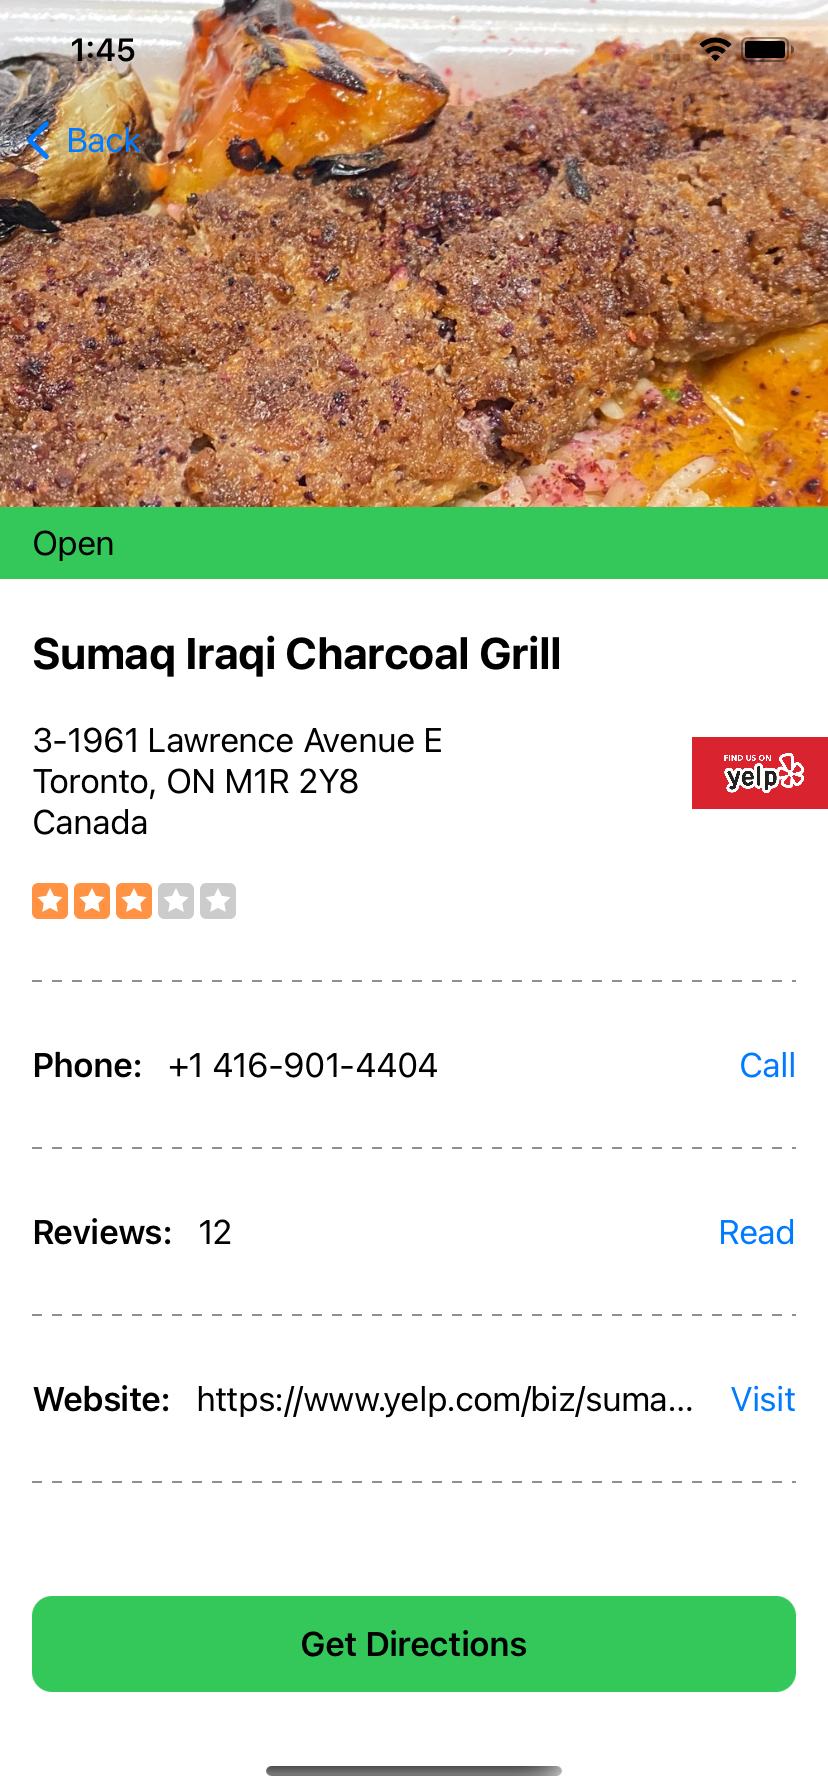 1:45
Back
Open
Sumaq Iraqi Charcoal Grill
3-1961 Lawrence Avenue E
Toronto, ON M1R 2Y8
Canada
FIND US ON
yelp
Phone: +1 416-901-4404 Call
Reviews: 12 Read
Website: https://www.yelp.com/biz/suma... Visit
Get Directions